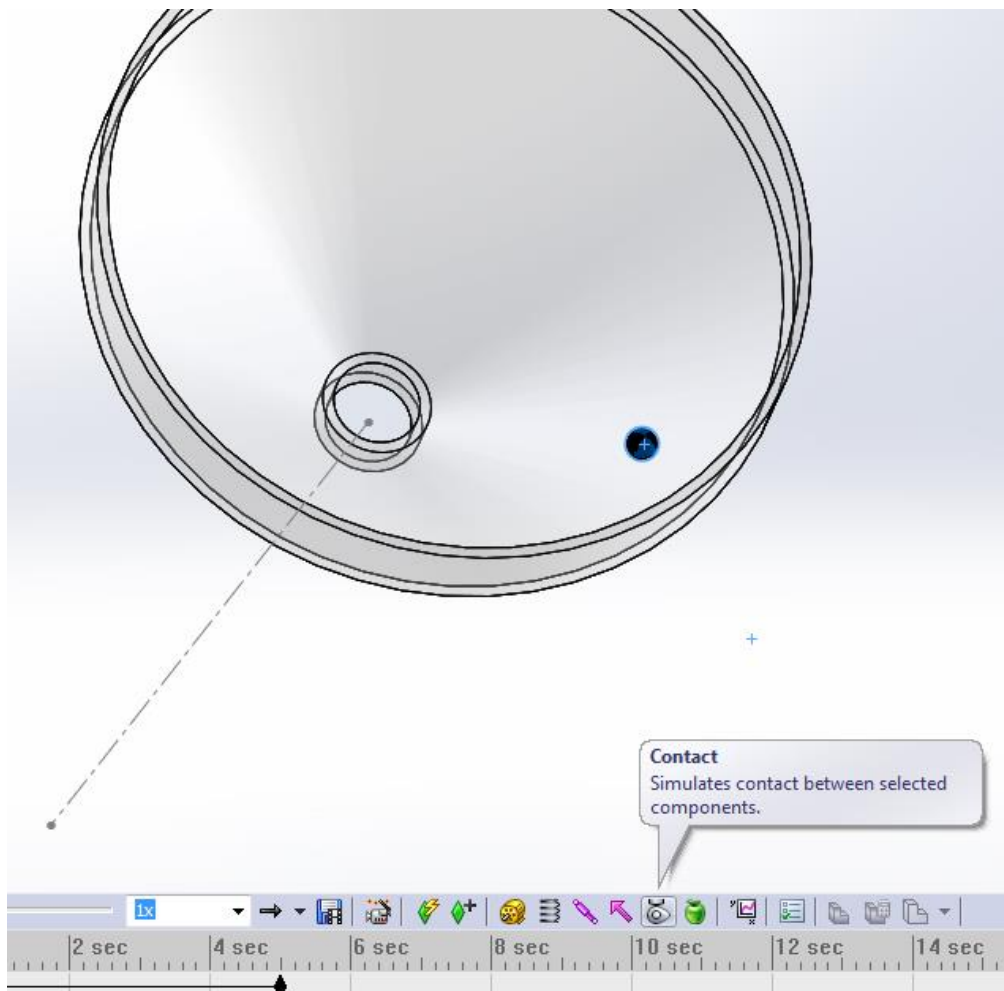 Contact
Simulates contact between selected
components.
1x
2 sec 4 sec 6 sec 8 sec 10 sec 12 sec 14 sec